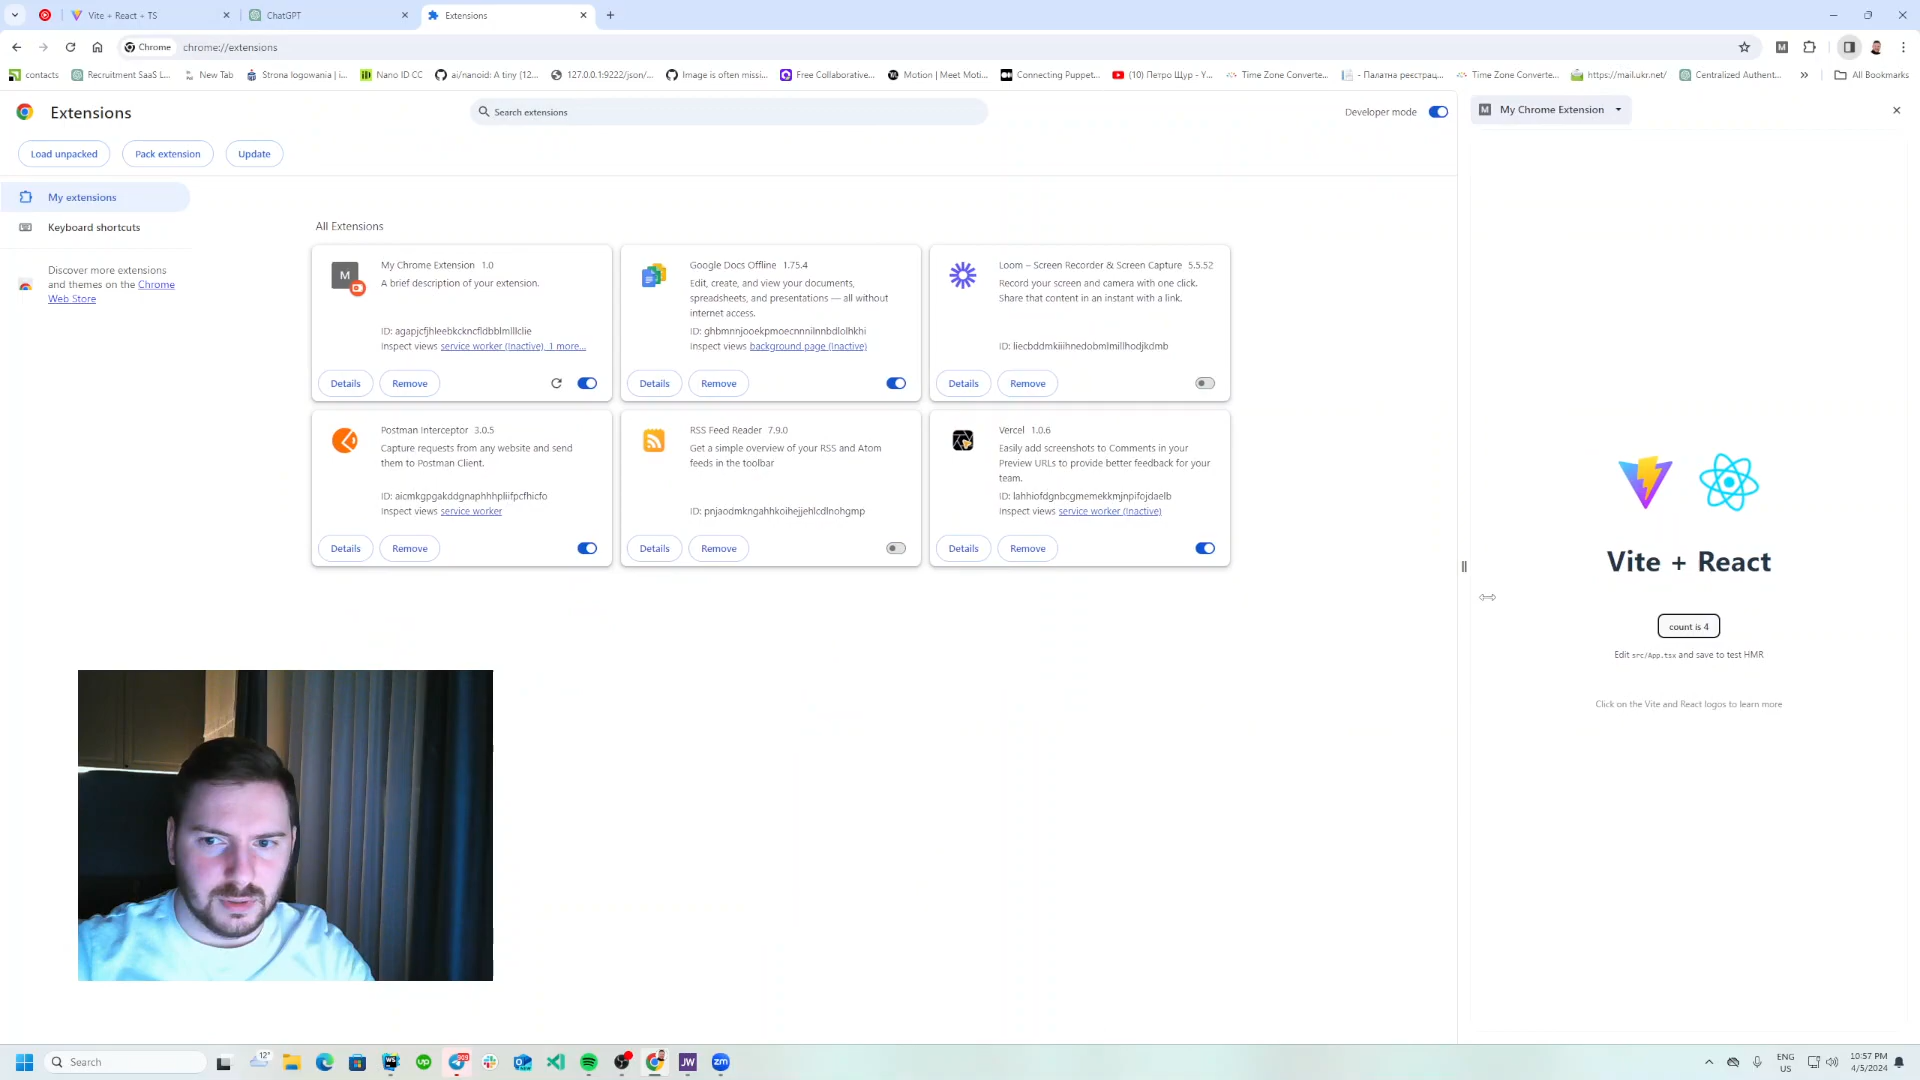 Vite + React + TS
ChatGPT
Extensions
Chrome
chrome://extensions
contacts
Recruitment SaaS L...
New Tab
Strona logowania | i...
Nano ID CC
ai/nanoid: A tiny (12...
127.0.0.1:9222/json/...
Image is often missi...
Free Collaborative...
Motion | Meet Moti...
Connecting Puppet...
(10) Петро Щур - Y...
Time Zone Converte...
- Палатна реєстрац...
Time Zone Converte...
https://mail.ukr.net/
Centralized Authent...
All Bookmarks
Extensions
Search extensions
Developer mode
M My Chrome Extension
Load unpacked
Pack extension
Update
My extensions
Keyboard shortcuts
Discover more extensions
and themes on the Chrome
Web Store
All Extensions
M
My Chrome Extension 1.0
A brief description of your extension.
ID: agapjcfjhleebkckncfldbblmlllclie
Inspect views service worker (Inactive), 1 more...
Details
Remove
Google Docs Offline 1.75.4
Edit, create, and view your documents,
spreadsheets, and presentations — all without
internet access.
ID: ghbmnnjooekpmoecnnnilnnbdlolhkhi
Inspect views background page (Inactive)
Details
Remove
Loom – Screen Recorder & Screen Capture 5.5.52
Record your screen and camera with one click.
Share that content in an instant with a link.
ID: liecbddmkiiihnedobmlmillhodjkdmb
Details
Remove
Postman Interceptor 3.0.5
Capture requests from any website and send
them to Postman Client.
ID: aicmkgpgakddgnaphhhpliifpcfhicfo
Inspect views service worker
Details
Remove
RSS Feed Reader 7.9.0
Get a simple overview of your RSS and Atom
feeds in the toolbar
ID: pnjaodmkngahhkoihejjehlcdlnohgmp
Details
Remove
Vercel 1.0.6
Easily add screenshots to Comments in your
Preview URLs to provide better feedback for your
team.
ID: lahhiofdgnbcgmemekkmjnpifojdaelb
Inspect views service worker (Inactive)
Details
Remove
Vite + React
count is 4
Edit src/App.tsx and save to test HMR
Click on the Vite and React logos to learn more
Search
12°
ENG
US
10:57 PM
4/5/2024